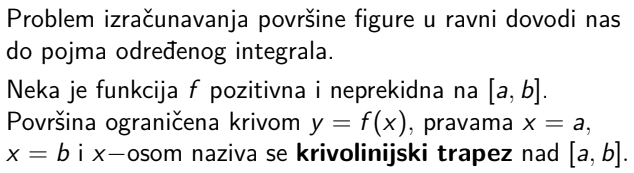 Problem izračunavanja površine figure u ravni dovodi nas
do pojma određenog integrala.
Neka je funkcija f pozitivna i neprekidna na [a, b].
Površina ograničena krivom y = f(x), pravama x = a,
x = b i x−osom naziva se krivolinijski trapez nad [a, b].